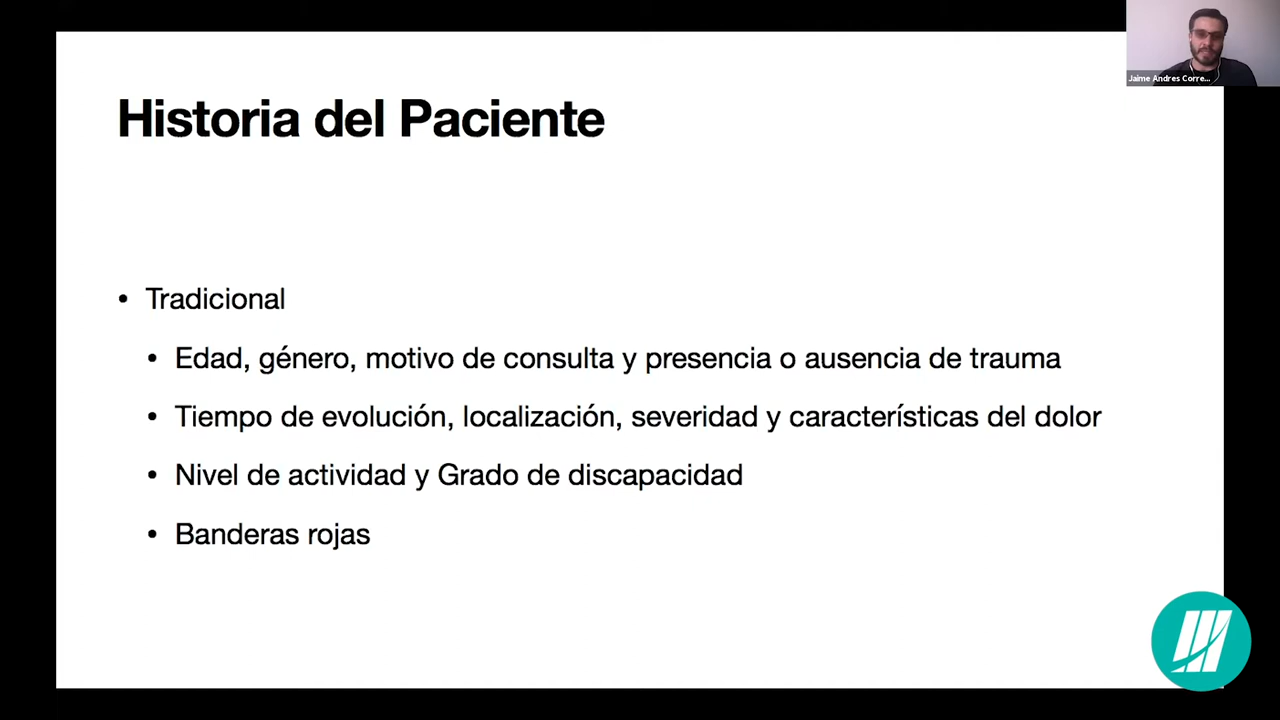 Jaime Andres Corre...
Historia del Paciente
• Tradicional
• Edad, género, motivo de consulta y presencia o ausencia de trauma
• Tiempo de evolución, localización, severidad y características del dolor
• Nivel de actividad y Grado de discapacidad
• Banderas rojas